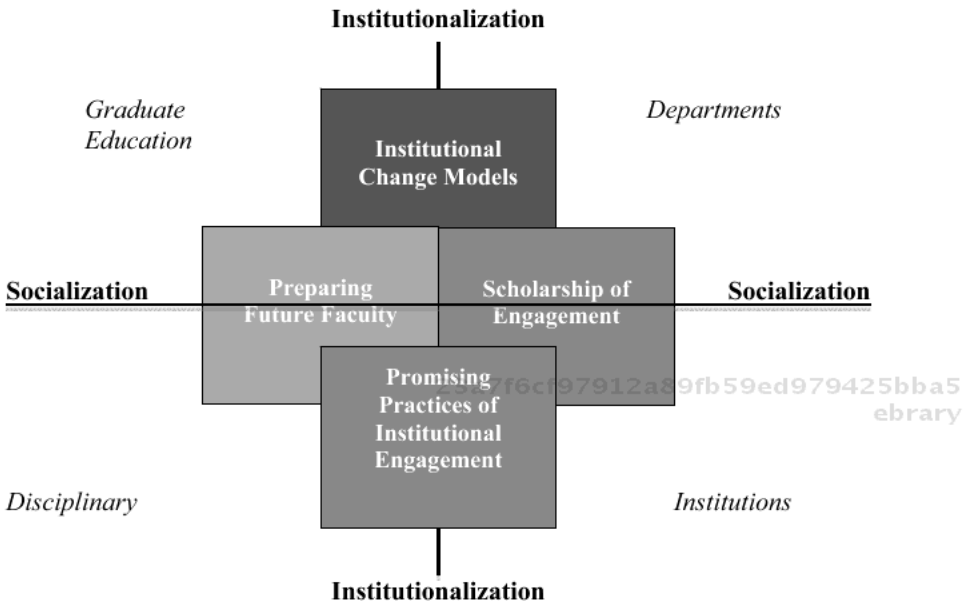 Institutionalization
Graduate
Education
Departments
Institutional
Change Models
Socialization
Preparing
Future Faculty
Scholarship of
Engagement
Socialization
Promising
Practices of
Institutional
Engagement
23a7f6cf97912a89fb59ed979425bba5
ebrary
Disciplinary
Institutions
Institutionalization